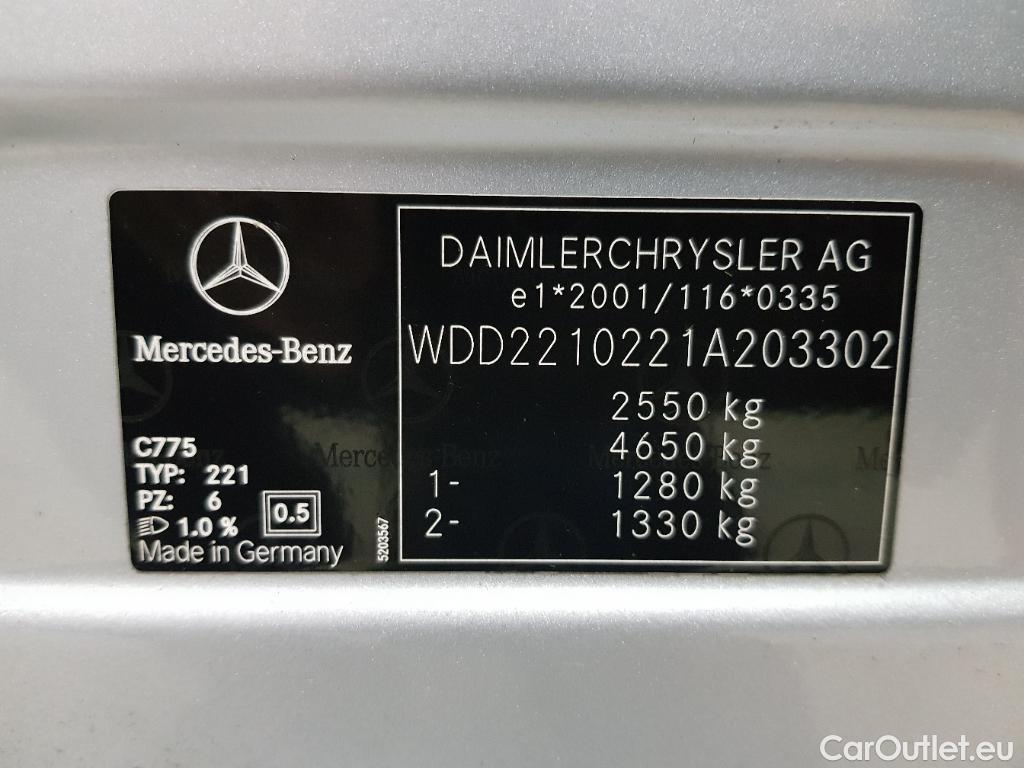 Mercedes-Benz
C775
TYP: 221
PZ: 6
1.0 %
0.5
Made in Germany
5203567
DAIMLERCHRYSLER AG
e1*2001/116*0335
WDD2210221A203302
2550 kg
4650 kg
1- 1280 kg
2- 1330 kg
CarOutlet.eu